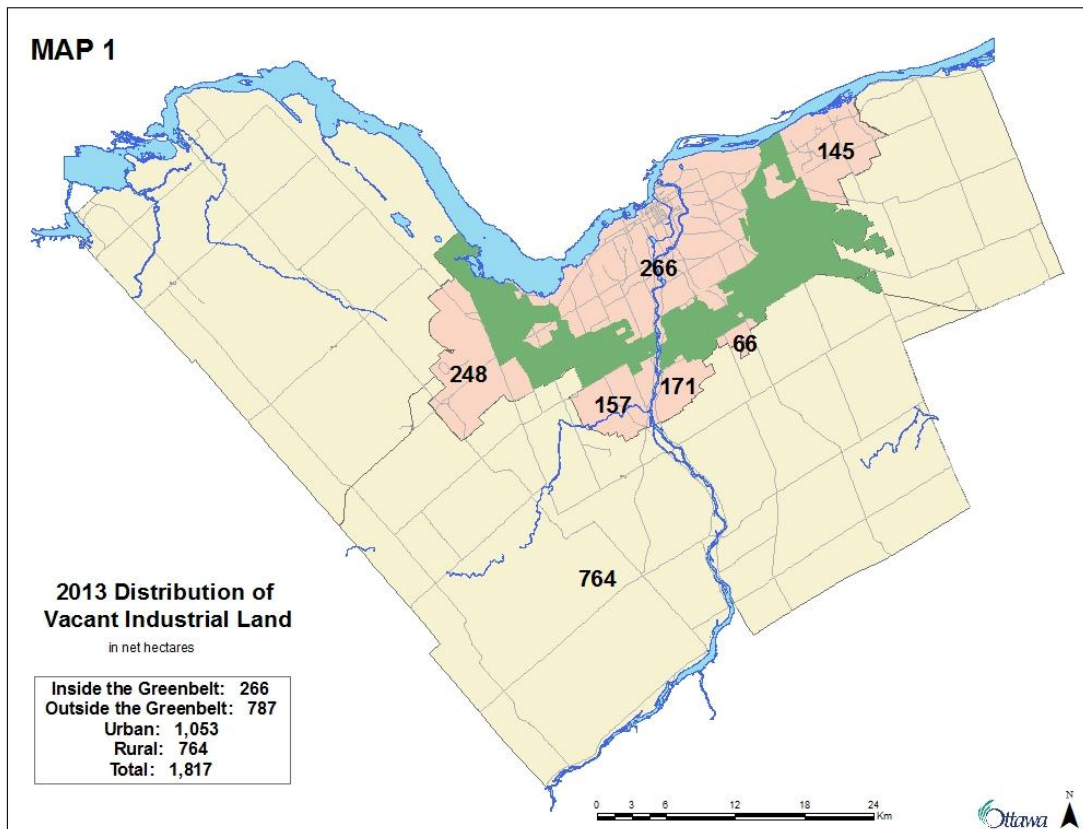 MAP 1
145
266
66
248
171
157
764
2013 Distribution of
Vacant Industrial Land
in net hectares
Inside the Greenbelt: 266
Outside the Greenbelt: 787
Urban: 1,053
Rural: 764
Total: 1,817
0 3 6 12 18 24
Km
Ottawa
N